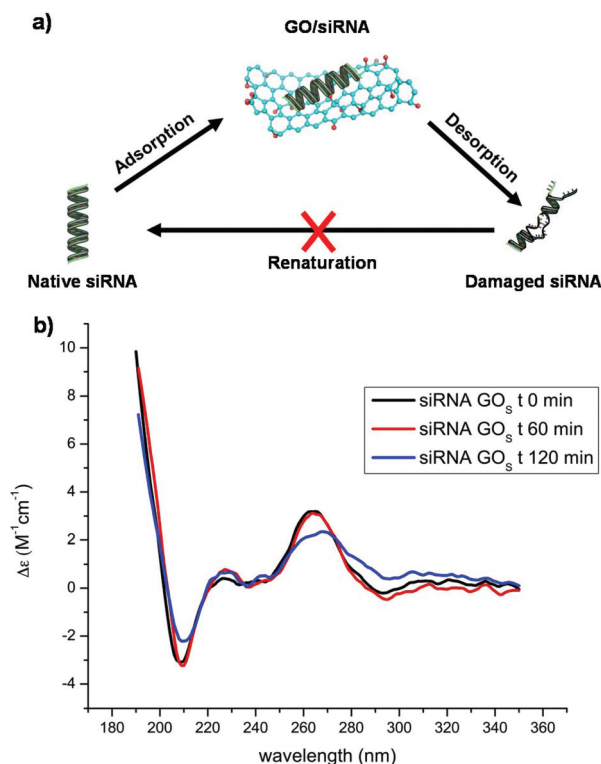 a)
GO/siRNA
Adsorption
Desorption
Renaturation
Native siRNA
Damaged siRNA
b)
siRNA GOs t 0 min
siRNA GOs t 60 min
siRNA GOs t 120 min
Δε (M⁻¹cm⁻¹)
10
8
6
4
2
0
-2
-4
180 200 220 240 260 280 300 320 340 360
wavelength (nm)